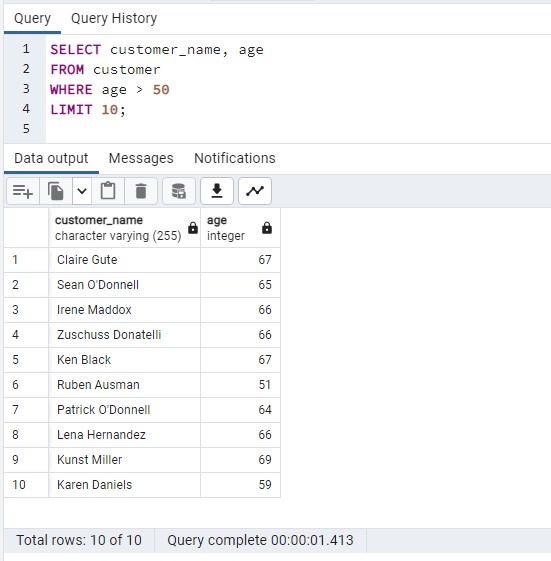 Query Query History
1 SELECT customer_name, age
2 FROM customer
3 WHERE age > 50
4 LIMIT 10;
5
Data output Messages Notifications
customer_name age
character varying (255) integer
1 Claire Gute 67
2 Sean O'Donnell 65
3 Irene Maddox 66
4 Zuschuss Donatelli 66
5 Ken Black 67
6 Ruben Ausman 51
7 Patrick O'Donnell 64
8 Lena Hernandez 66
9 Kunst Miller 69
10 Karen Daniels 59
Total rows: 10 of 10 Query complete 00:00:01.413